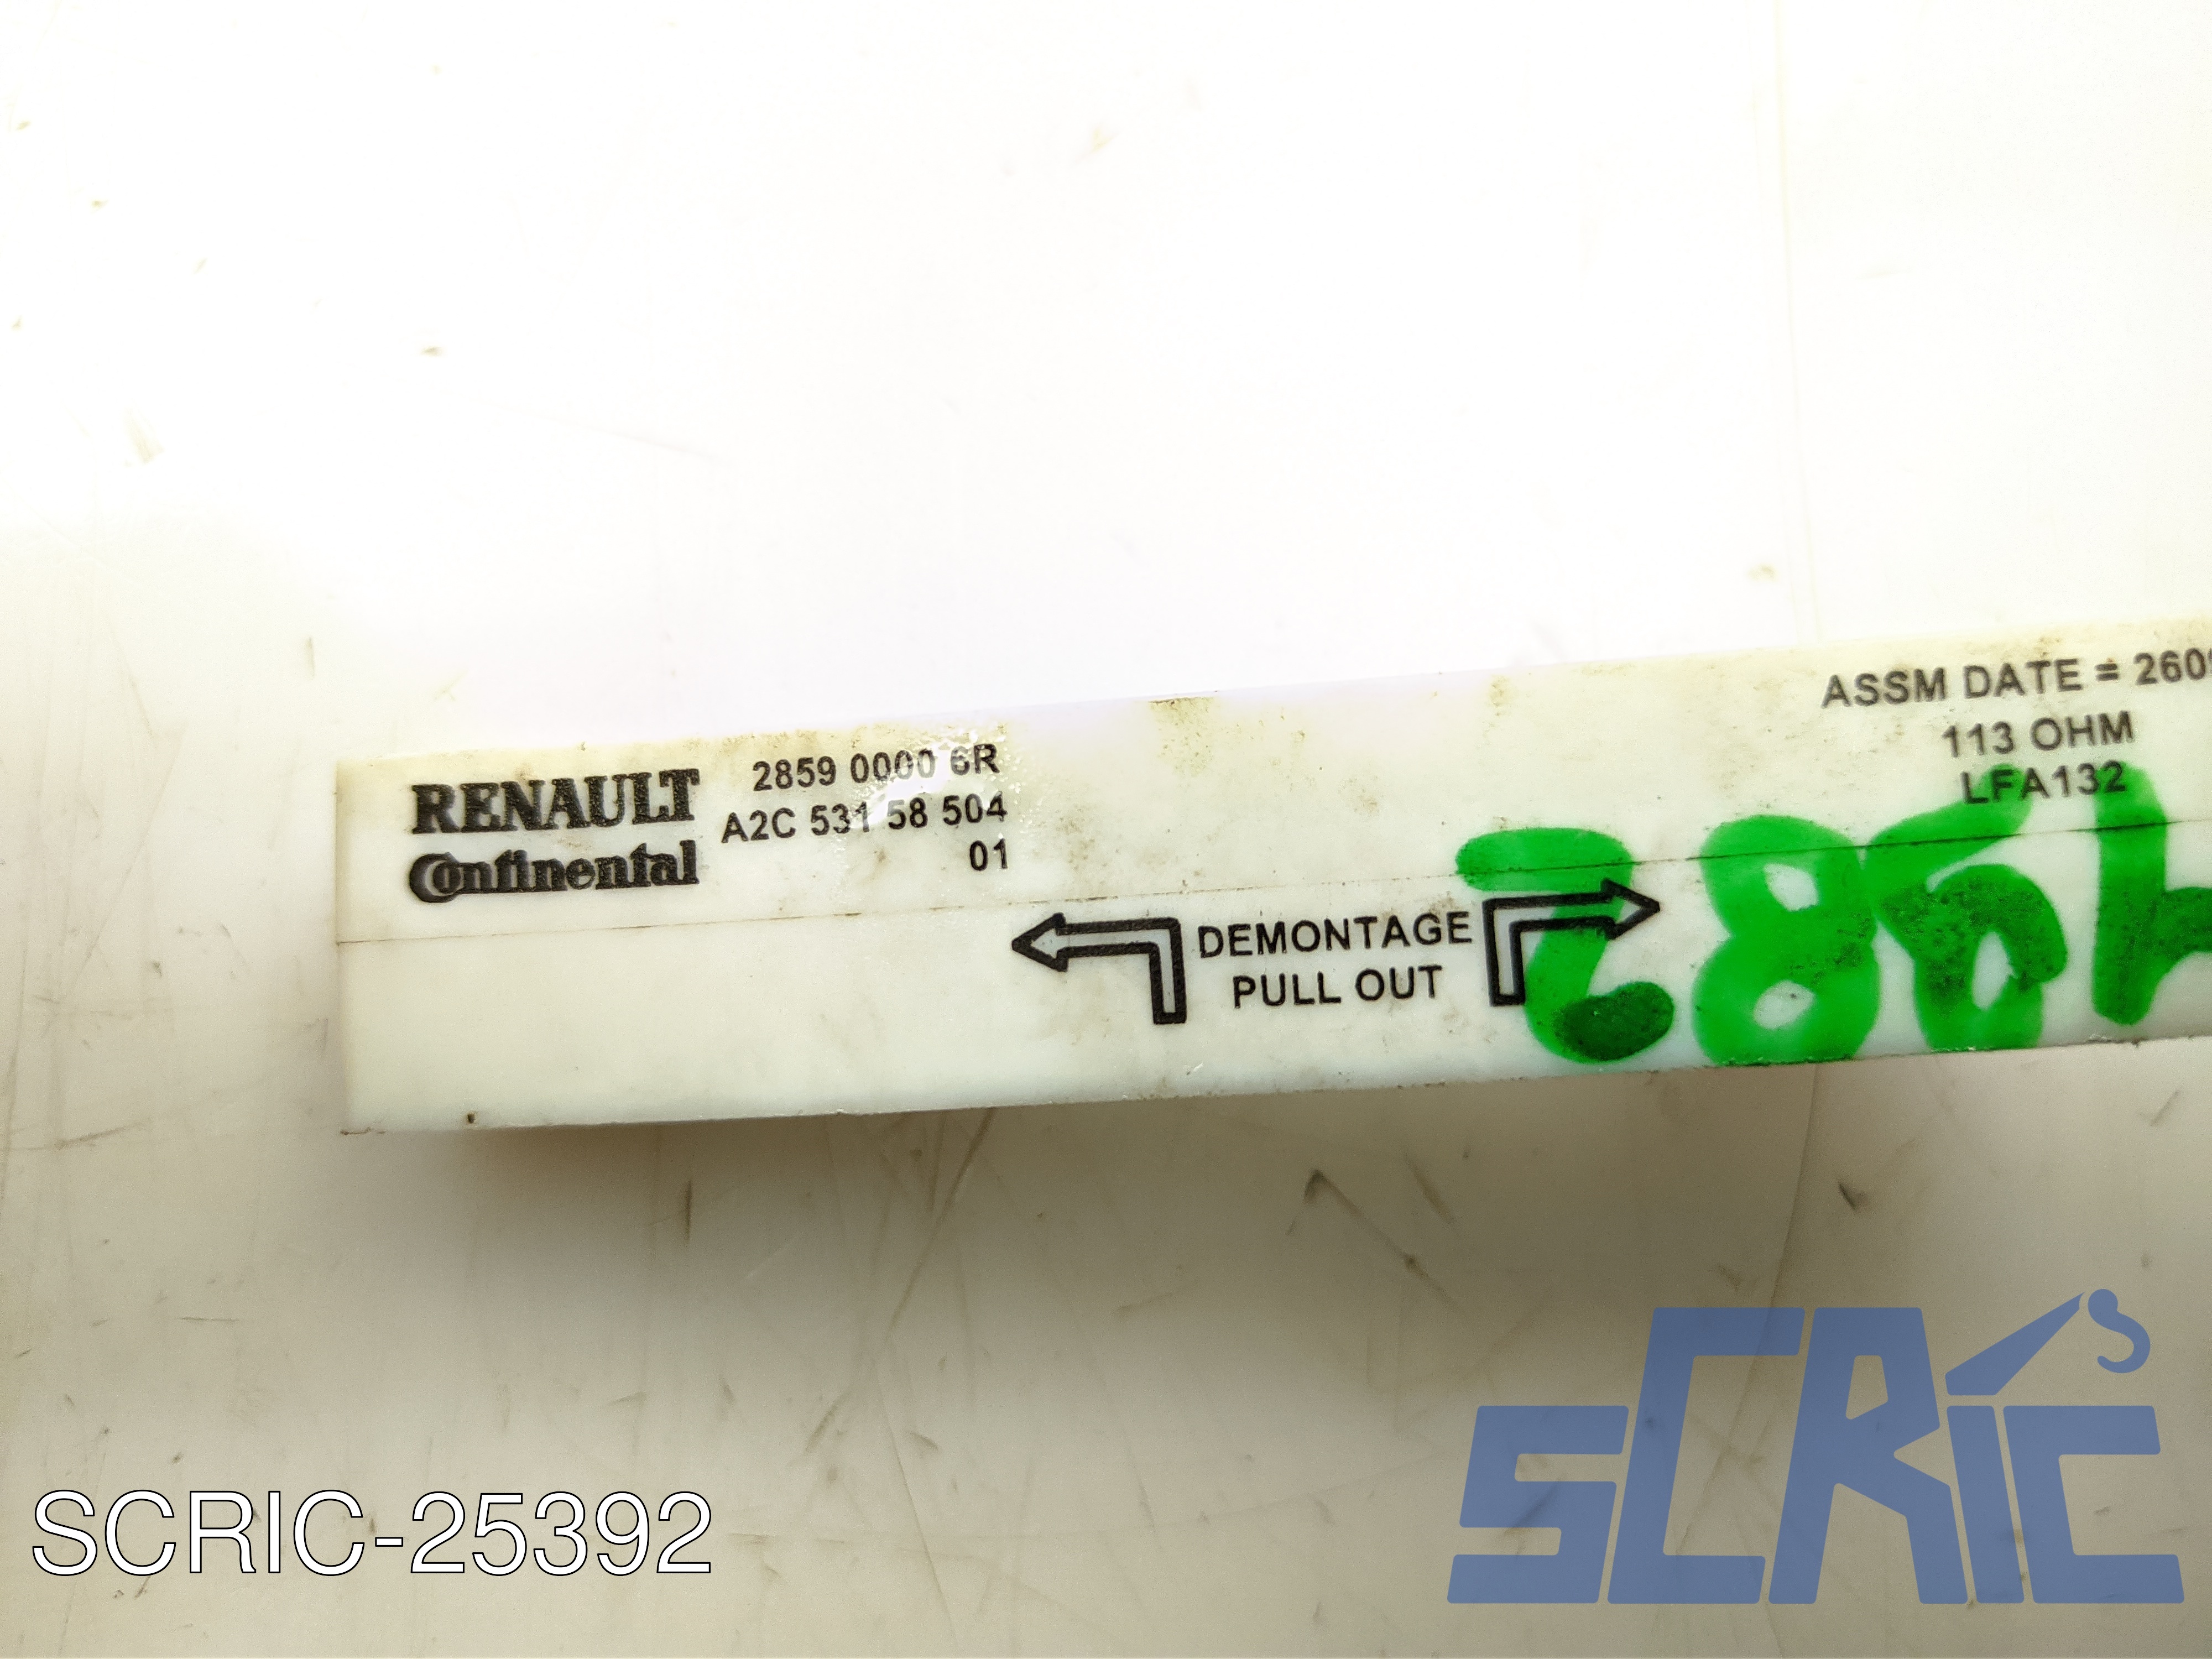 RENAULT
Continental
2859 0000 6R
A2C 531 58 504
01
DEMONTAGE
PULL OUT
ASSM DATE = 2609
113 OHM
LFA132
SCRIC-25392
SCRIC